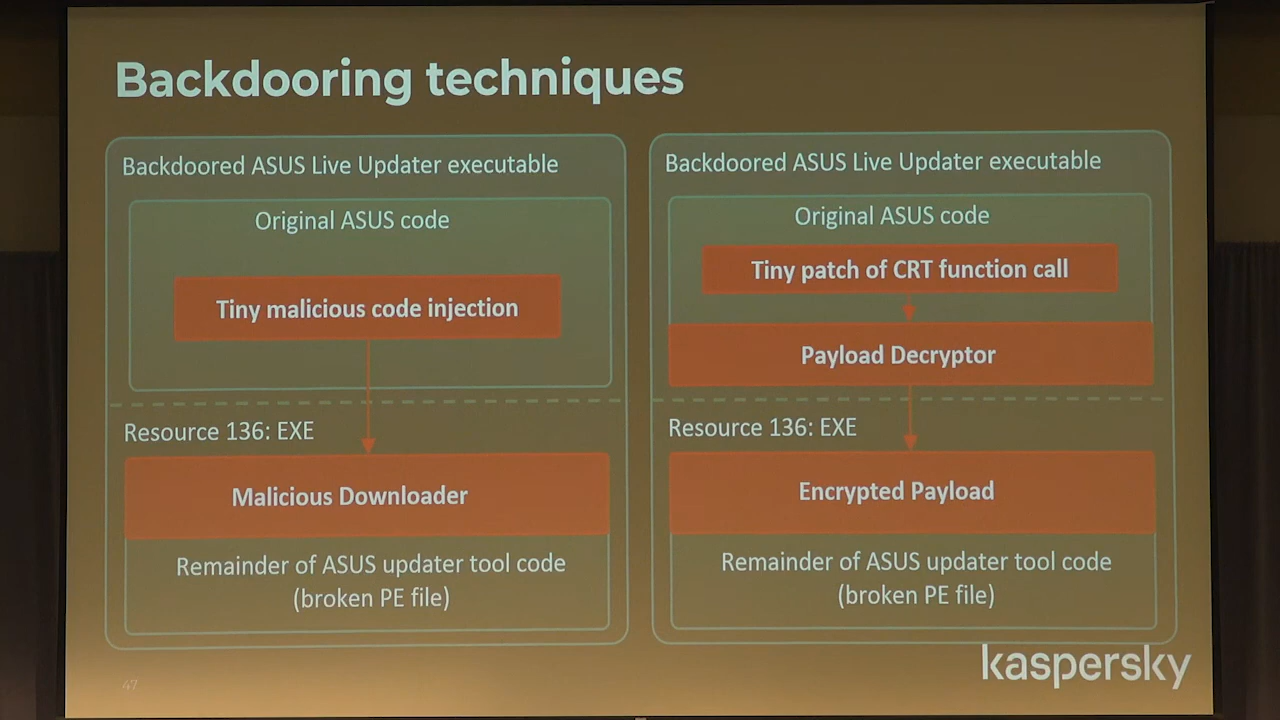 Backdooring techniques
Backdoored ASUS Live Updater executable
Original ASUS code
Tiny malicious code injection
Resource 136: EXE
Malicious Downloader
Remainder of ASUS updater tool code
(broken PE file)
Backdoored ASUS Live Updater executable
Original ASUS code
Tiny patch of CRT function call
Payload Decryptor
Resource 136: EXE
Encrypted Payload
Remainder of ASUS updater tool code
(broken PE file)
kaspersky
47